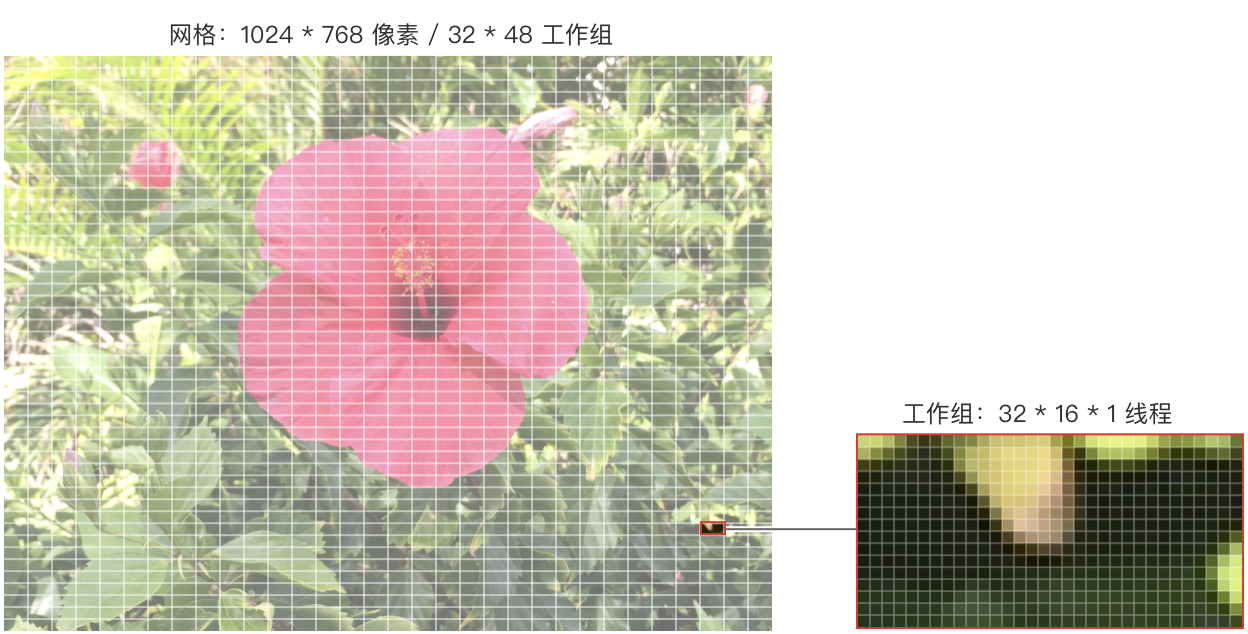 网格：1024 * 768 像素 / 32 * 48 工作组
工作组：32 * 16 * 1 线程